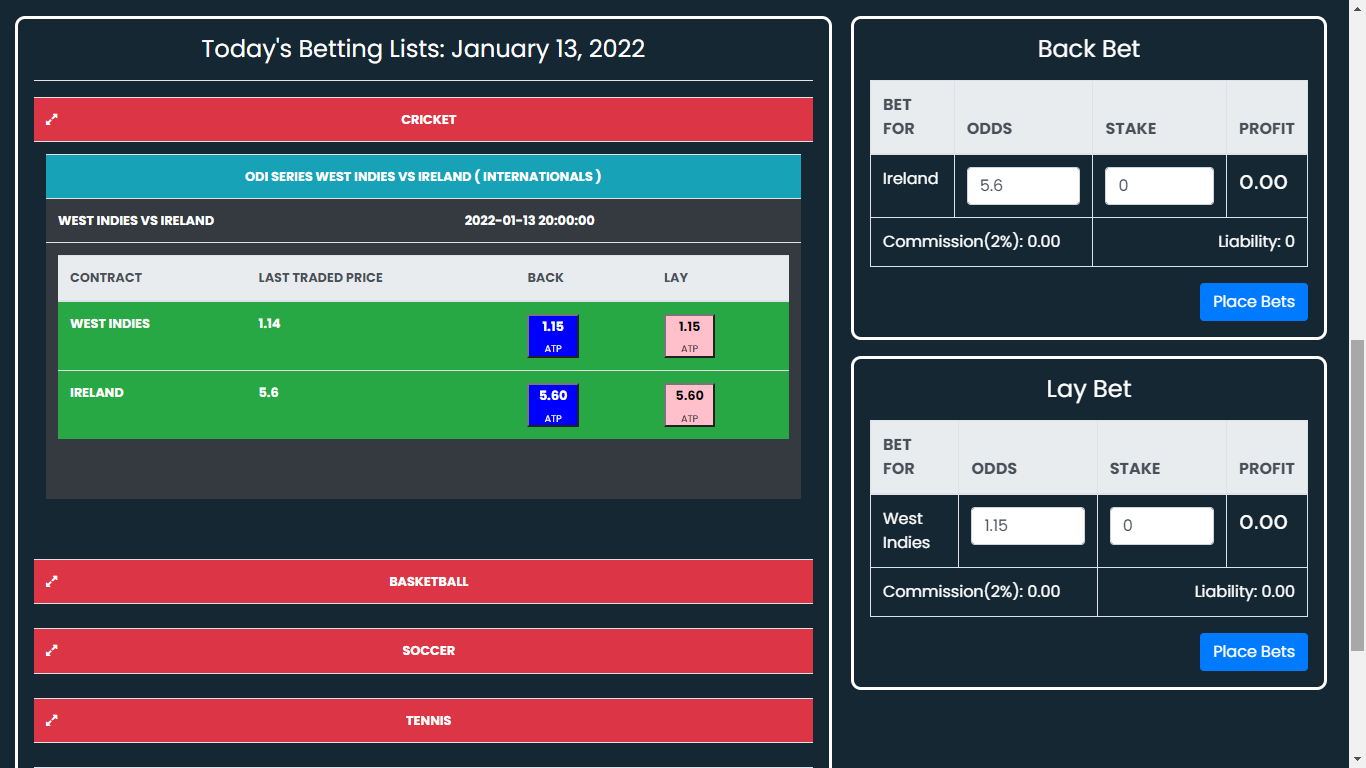 Today's Betting Lists: January 13, 2022
CRICKET
ODI SERIES WEST INDIES VS IRELAND ( INTERNATIONALS )
WEST INDIES VS IRELAND 2022-01-13 20:00:00
CONTRACT LAST TRADED PRICE BACK LAY
WEST INDIES 1.14 1.15 1.15
ATP ATP
IRELAND 5.6 5.60 5.60
ATP ATP
BASKETBALL
SOCCER
TENNIS
Back Bet
BET
FOR ODDS STAKE PROFIT
Ireland 5.6 0 0.00
Commission(2%): 0.00 Liability: 0
Place Bets
Lay Bet
BET
FOR ODDS STAKE PROFIT
West 1.15 0 0.00
Indies
Commission(2%): 0.00 Liability: 0.00
Place Bets